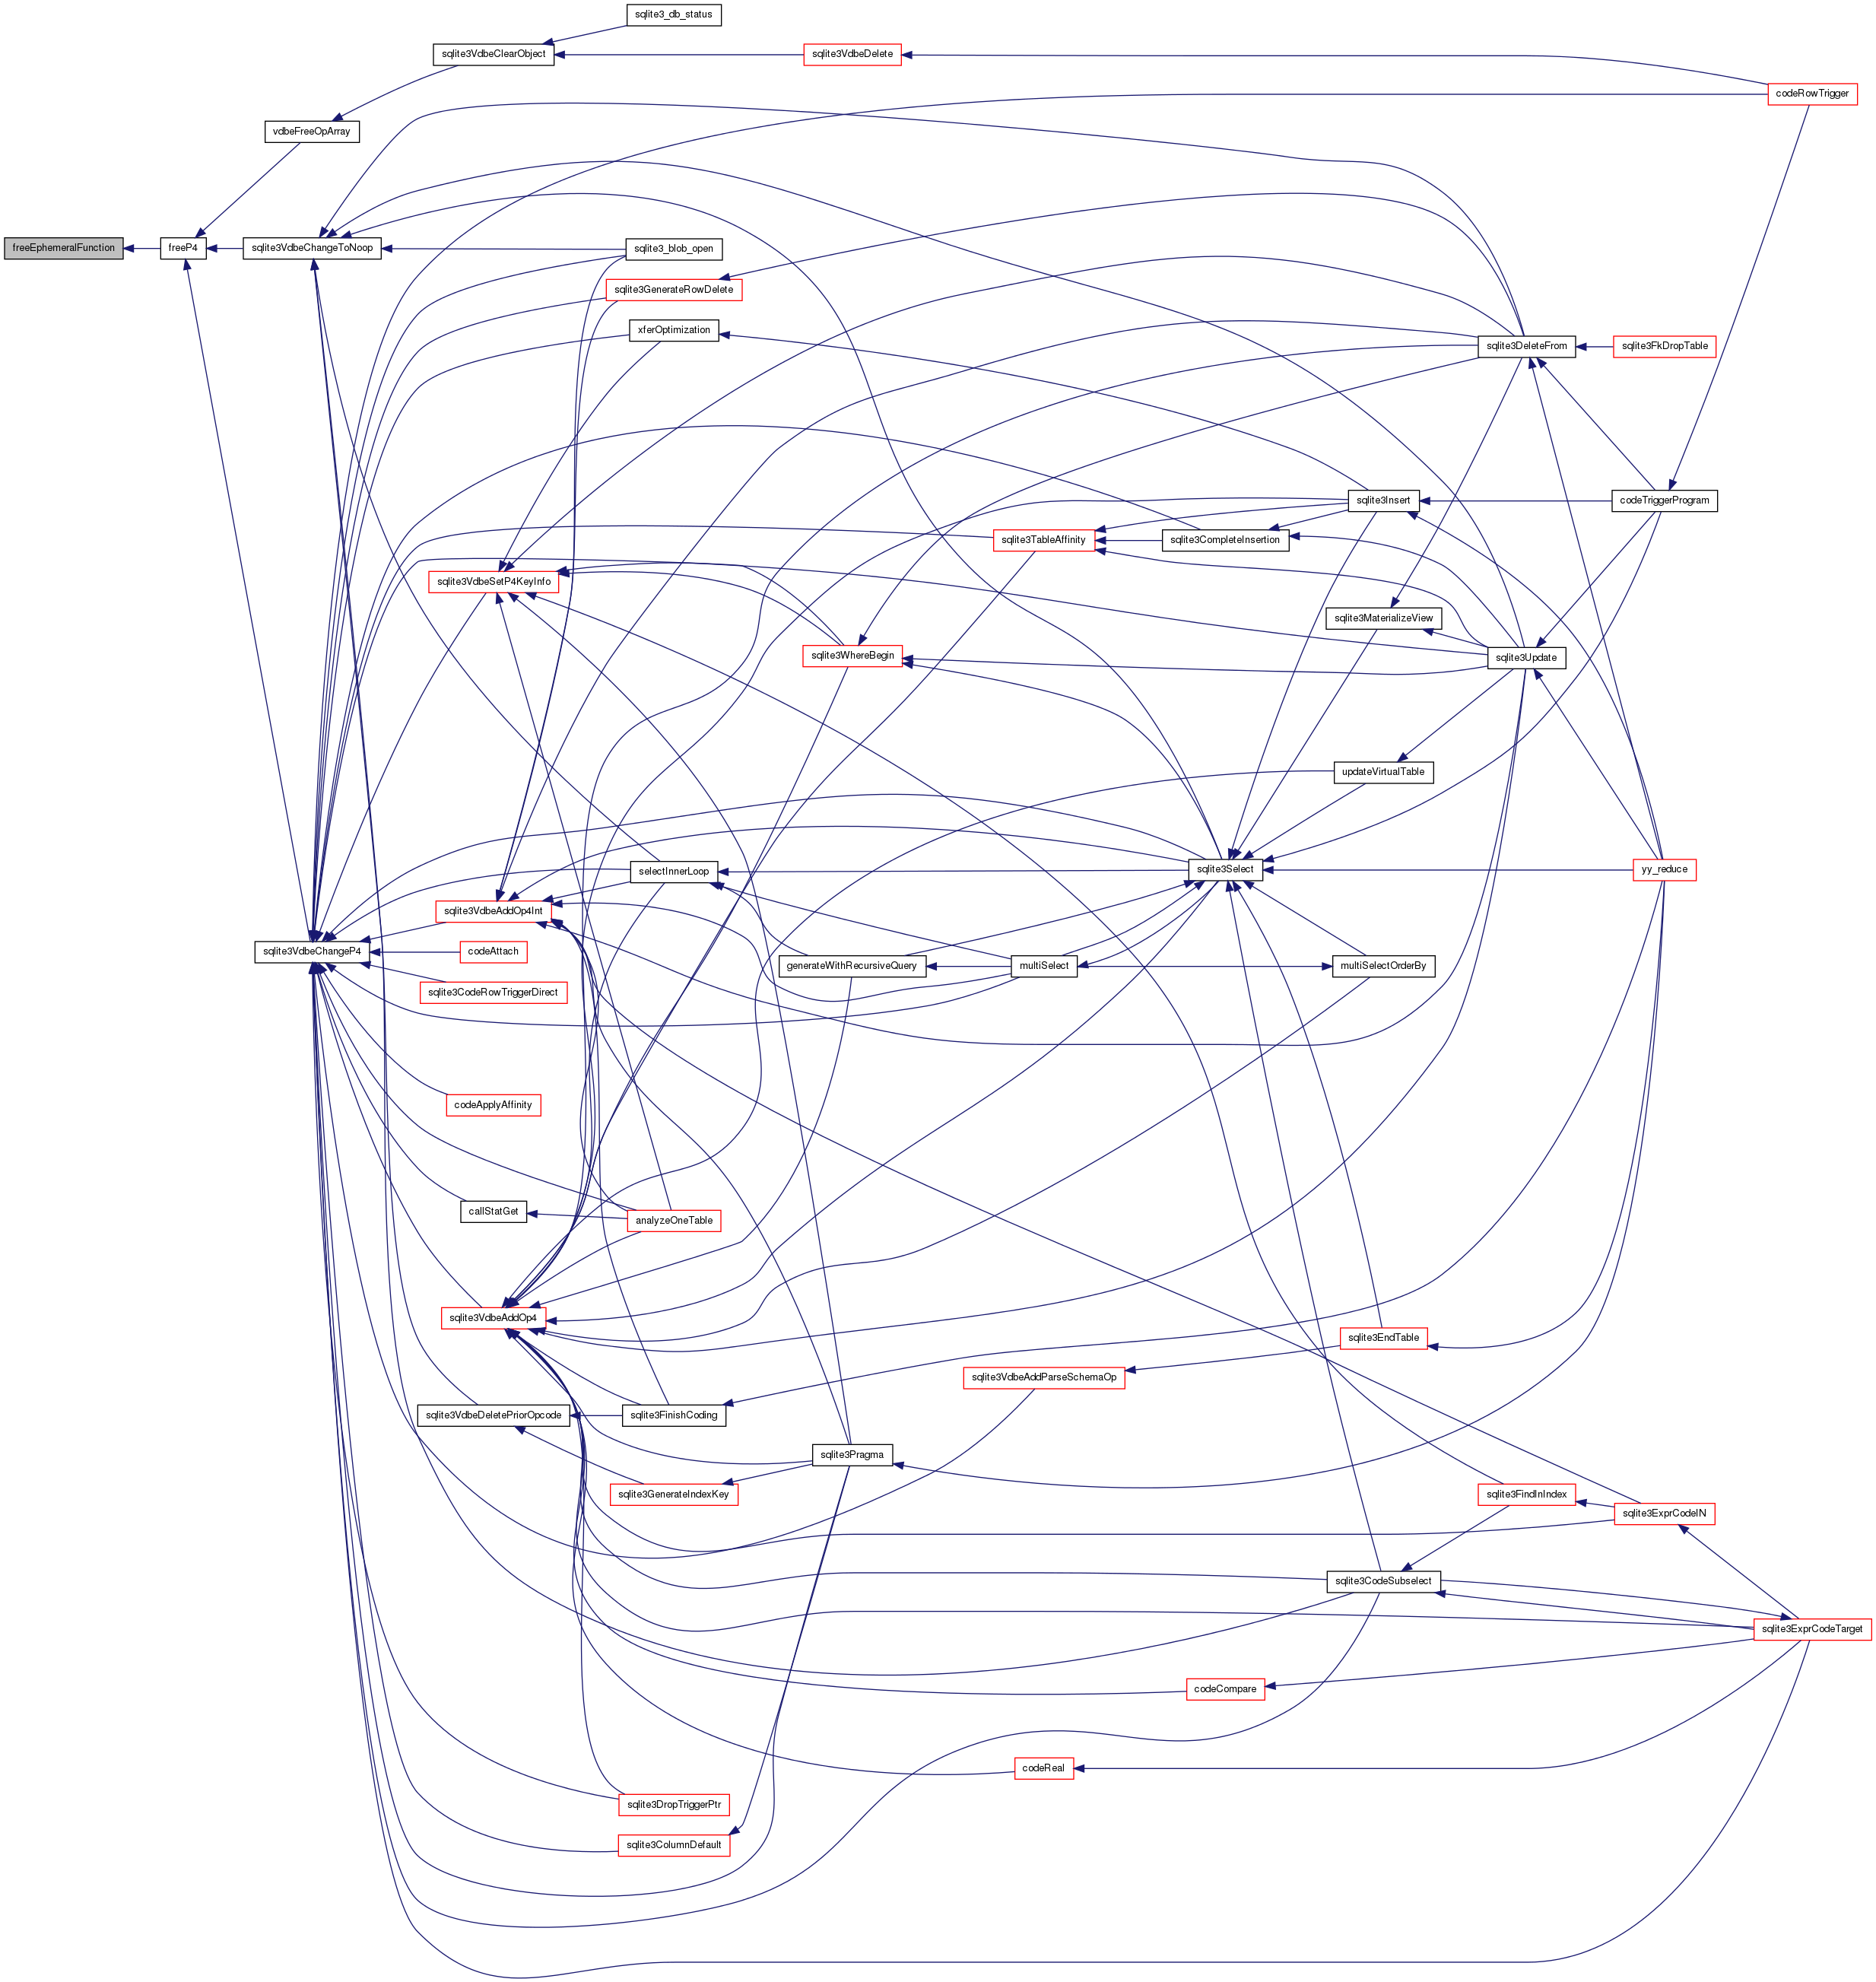 sqlite3_db_status
sqlite3VdbeClearObject
sqlite3VdbeDelete
codeRowTrigger
vdbeFreeOpArray
freeEphemeralFunction
freeP4
sqlite3VdbeChangeToNoop
sqlite3_blob_open
sqlite3GenerateRowDelete
xferOptimization
sqlite3DeleteFrom
sqlite3FkDropTable
sqlite3Insert
codeTriggerProgram
sqlite3TableAffinity
sqlite3CompleteInsertion
sqlite3VdbeSetP4KeyInfo
sqlite3MaterializeView
sqlite3WhereBegin
sqlite3Update
updateVirtualTable
selectInnerLoop
sqlite3Select
yy_reduce
sqlite3VdbeAddOp4Int
sqlite3VdbeChangeP4
codeAttach
generateWithRecursiveQuery
multiSelect
multiSelectOrderBy
sqlite3CodeRowTriggerDirect
codeApplyAffinity
callStatGet
analyzeOneTable
sqlite3VdbeAddOp4
sqlite3EndTable
sqlite3VdbeAddParseSchemaOp
sqlite3VdbeDeletePriorOpcode
sqlite3FinishCoding
sqlite3Pragma
sqlite3GenerateIndexKey
sqlite3FindInIndex
sqlite3ExprCodeIN
sqlite3CodeSubselect
sqlite3ExprCodeTarget
codeCompare
codeReal
sqlite3DropTriggerPtr
sqlite3ColumnDefault